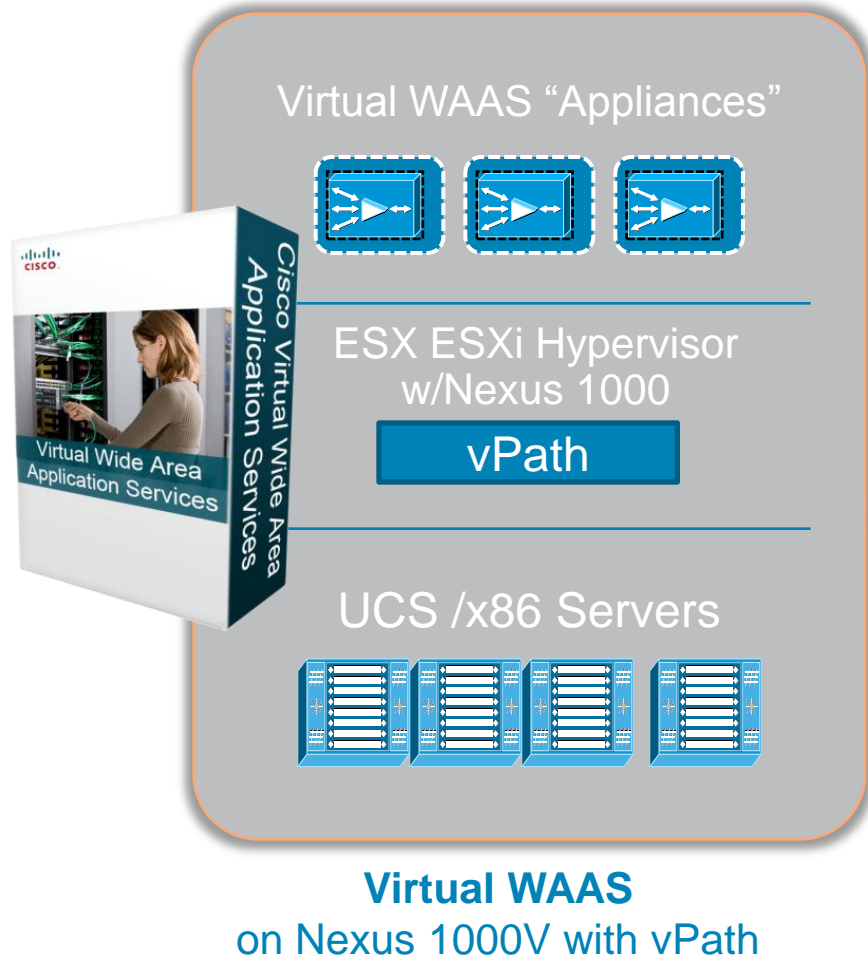 Virtual WAAS “Appliances”
ESX ESXi Hypervisor
w/Nexus 1000
vPath
UCS /x86 Servers
CISCO
Virtual Wide Area
Application Services
Cisco Virtual Wide Area
Application Services
Virtual WAAS
on Nexus 1000V with vPath